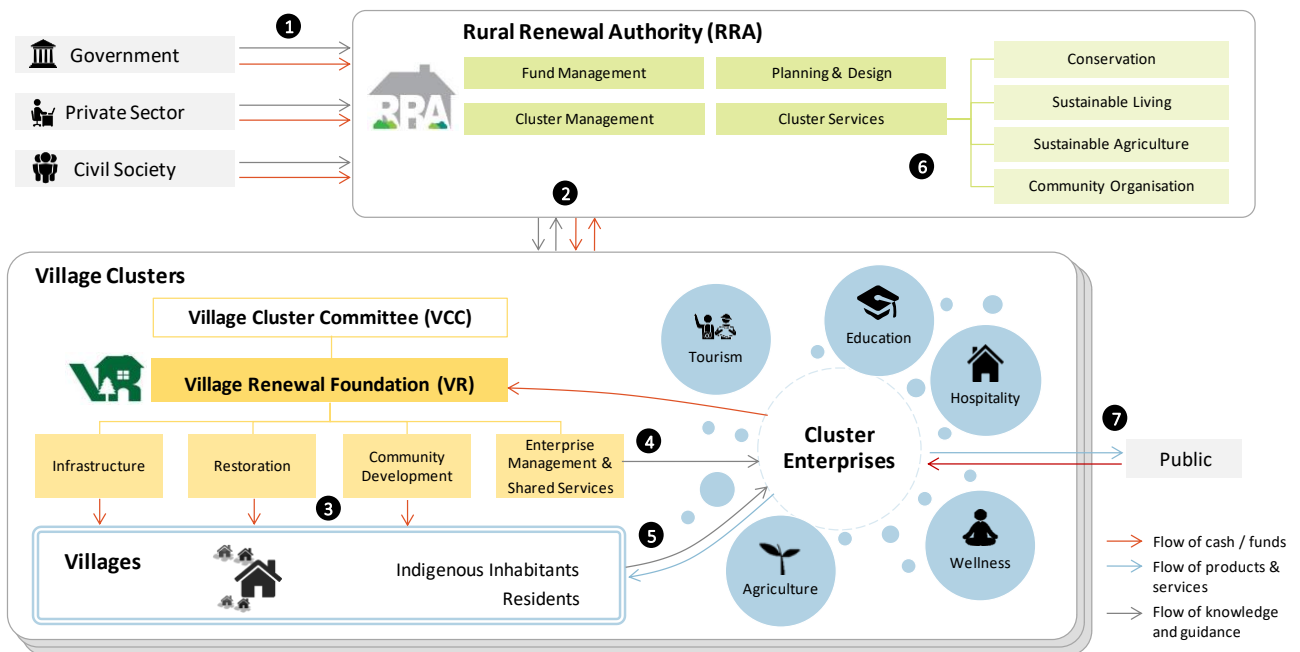 1
Government
Private Sector
Civil Society
Rural Renewal Authority (RRA)
RRA
Fund Management
Planning & Design
Cluster Management
Cluster Services
Conservation
Sustainable Living
Sustainable Agriculture
Community Organisation
6
2
Village Clusters
Village Cluster Committee (VCC)
VR
Village Renewal Foundation (VR)
Infrastructure
Restoration
Community
Development
Enterprise
Management &
Shared Services
4
3
Villages
Indigenous Inhabitants
Residents
5
Tourism
Education
Hospitality
Cluster
Enterprises
Wellness
Agriculture
7
Public
Flow of cash / funds
Flow of products &
services
Flow of knowledge
and guidance